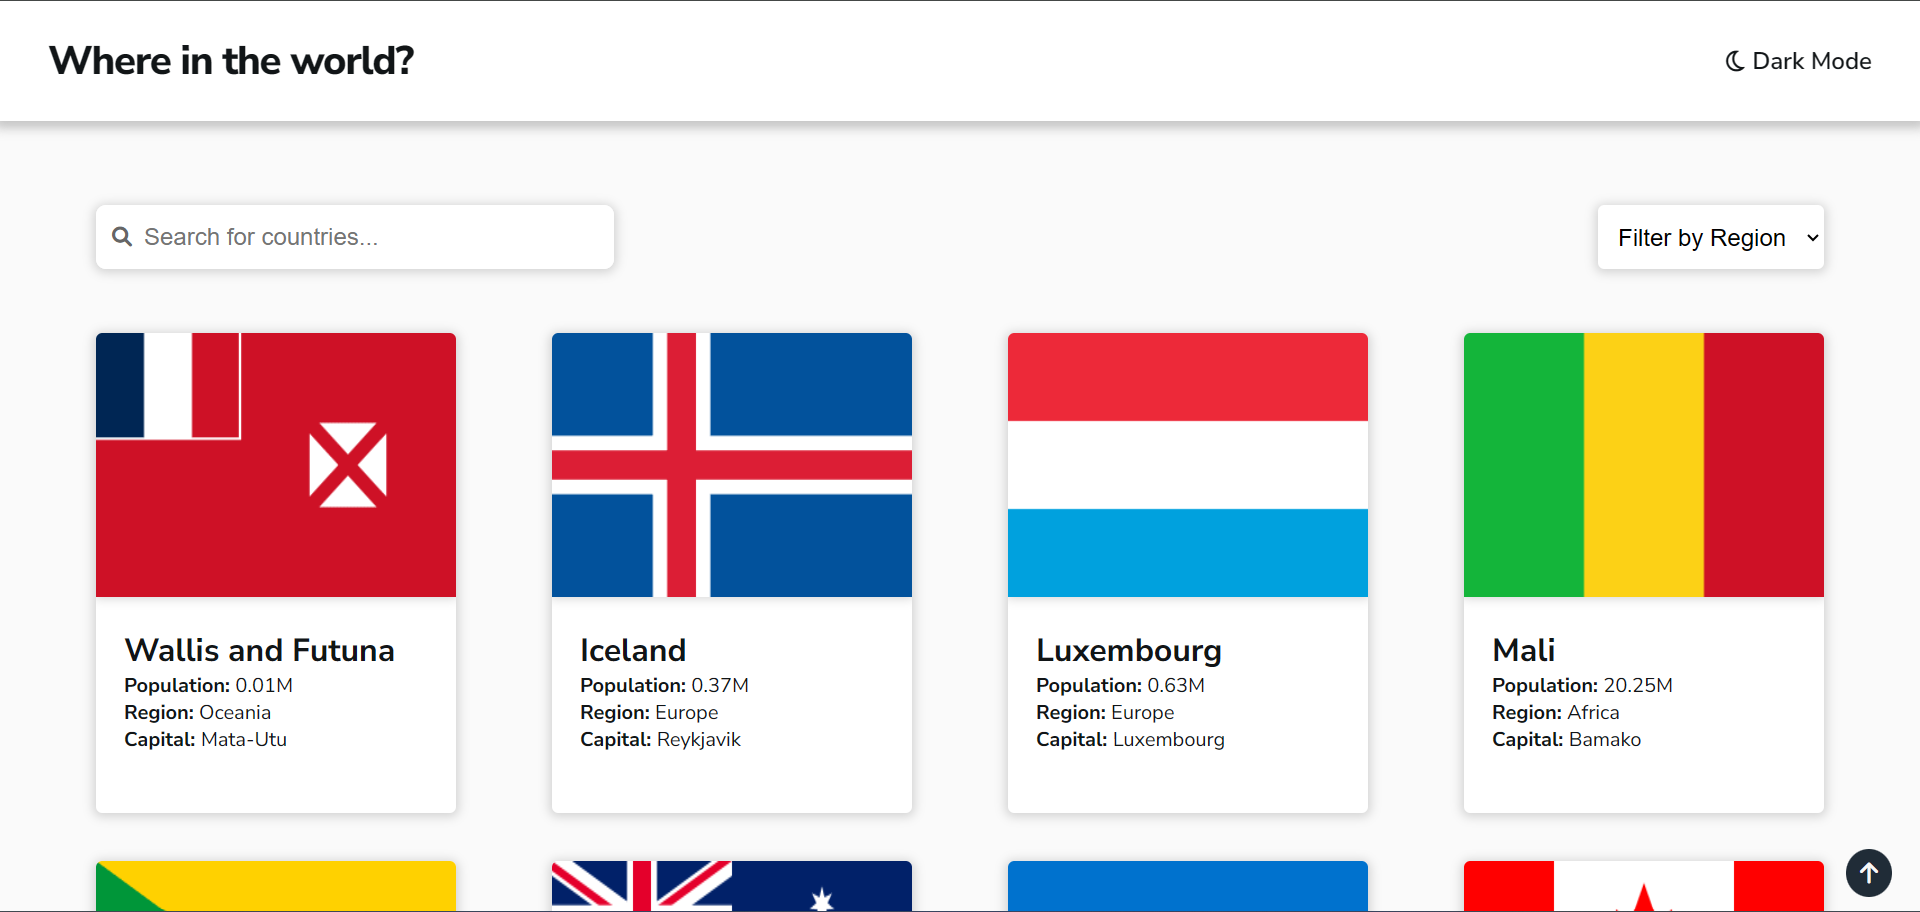 Where in the world?
Dark Mode
Search for countries...
Filter by Region
Wallis and Futuna
Population: 0.01M
Region: Oceania
Capital: Mata-Utu
Iceland
Population: 0.37M
Region: Europe
Capital: Reykjavik
Luxembourg
Population: 0.63M
Region: Europe
Capital: Luxembourg
Mali
Population: 20.25M
Region: Africa
Capital: Bamako